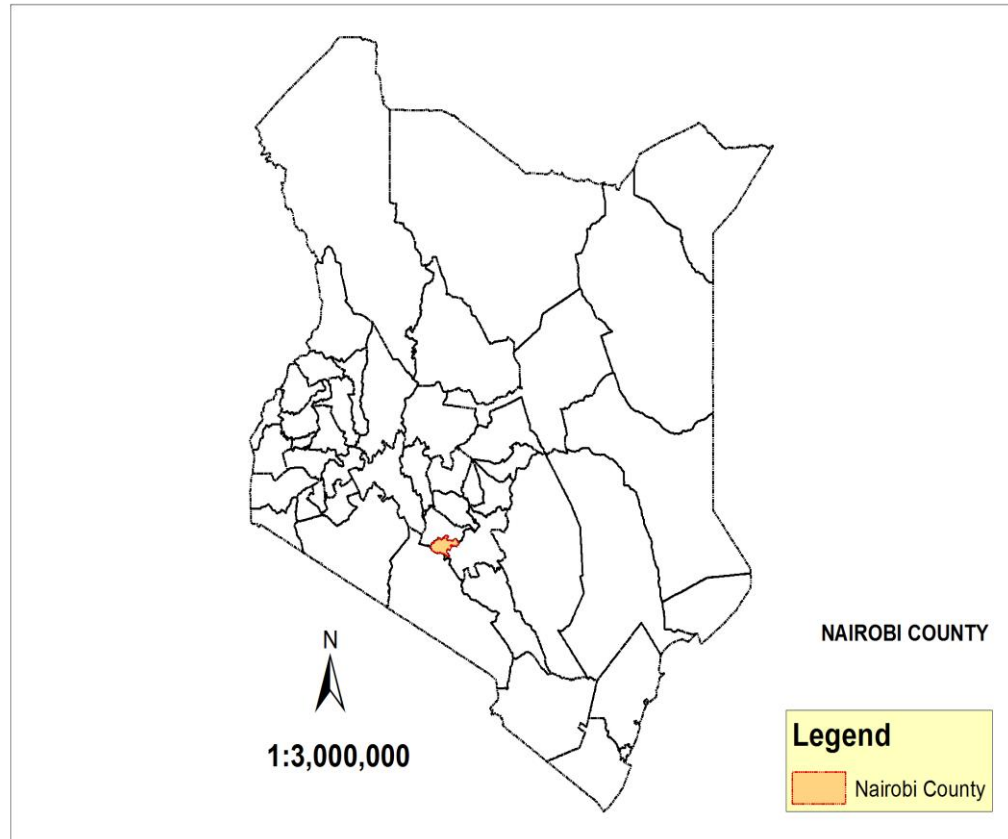 NAIROBI COUNTY
N
1:3,000,000
Legend
Nairobi County